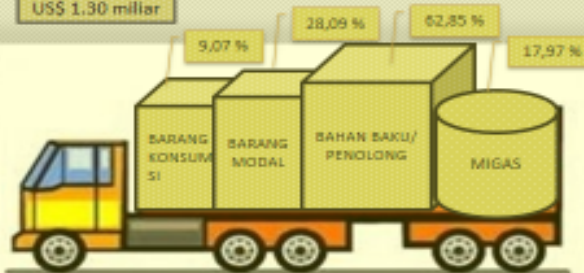 US$ 1.30 miliar
9,07 %
28,09 %
62,85 %
17,97 %
BARANG
KONSUM
SI
BARANG
MODAL
BAHAN BAKU/
PENOLONG
MIGAS